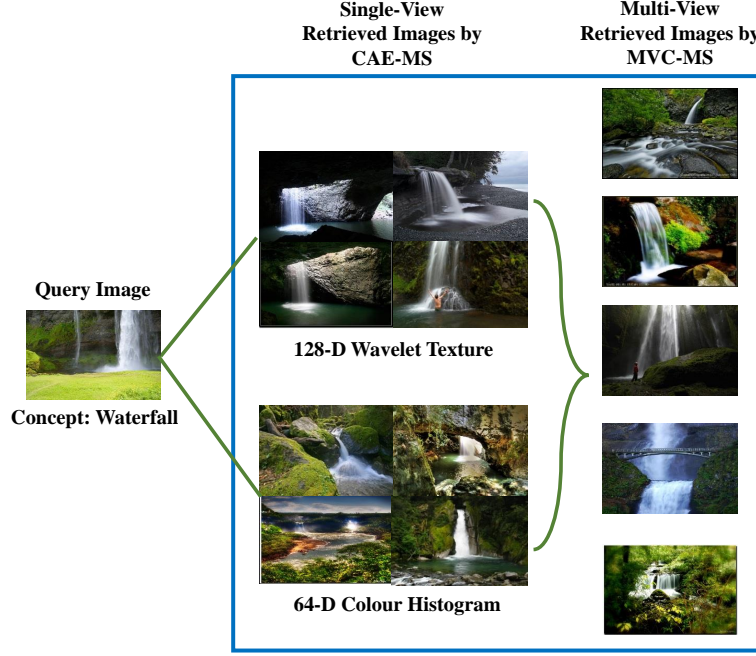 Single-View
Retrieved Images by
CAE-MS
Multi-View
Retrieved Images by
MVC-MS
Query Image
Concept: Waterfall
128-D Wavelet Texture
64-D Colour Histogram